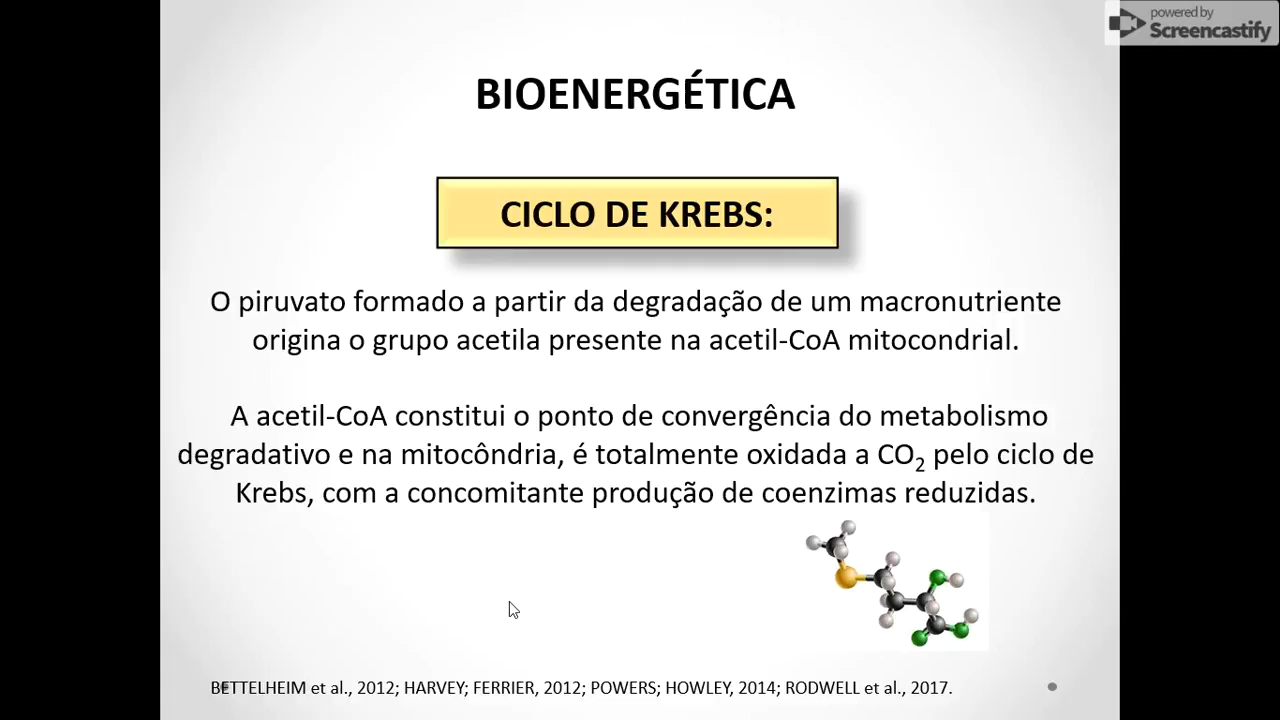 powered by
Screencastify
BIOENERGÉTICA
CICLO DE KREBS:
O piruvato formado a partir da degradação de um macronutriente
origina o grupo acetila presente na acetil-CoA mitocondrial.
A acetil-CoA constitui o ponto de convergência do metabolismo
degradativo e na mitocôndria, é totalmente oxidada a CO₂ pelo ciclo de
Krebs, com a concomitante produção de coenzimas reduzidas.
BETTELHEIM et al., 2012; HARVEY; FERRIER, 2012; POWERS; HOWLEY, 2014; RODWELL et al., 2017.